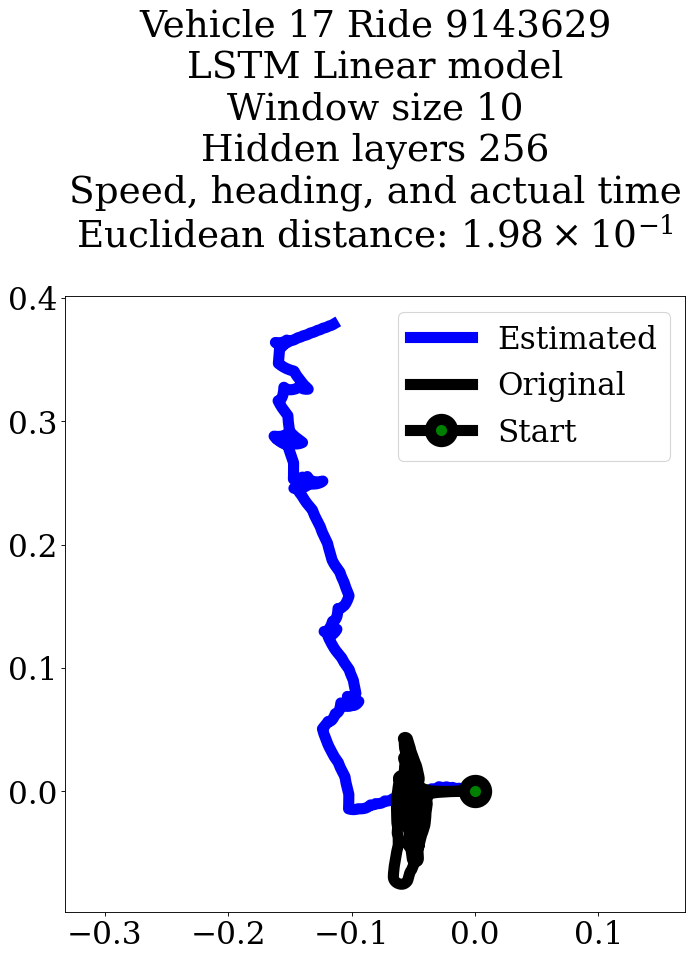 Vehicle 17 Ride 9143629
LSTM Linear model
Window size 10
Hidden layers 256
Speed, heading, and actual time
Euclidean distance: 1.98 × 10⁻¹
0.4
0.3
0.2
0.1
0.0
Estimated
Original
Start
−0.3 −0.2 −0.1 0.0 0.1